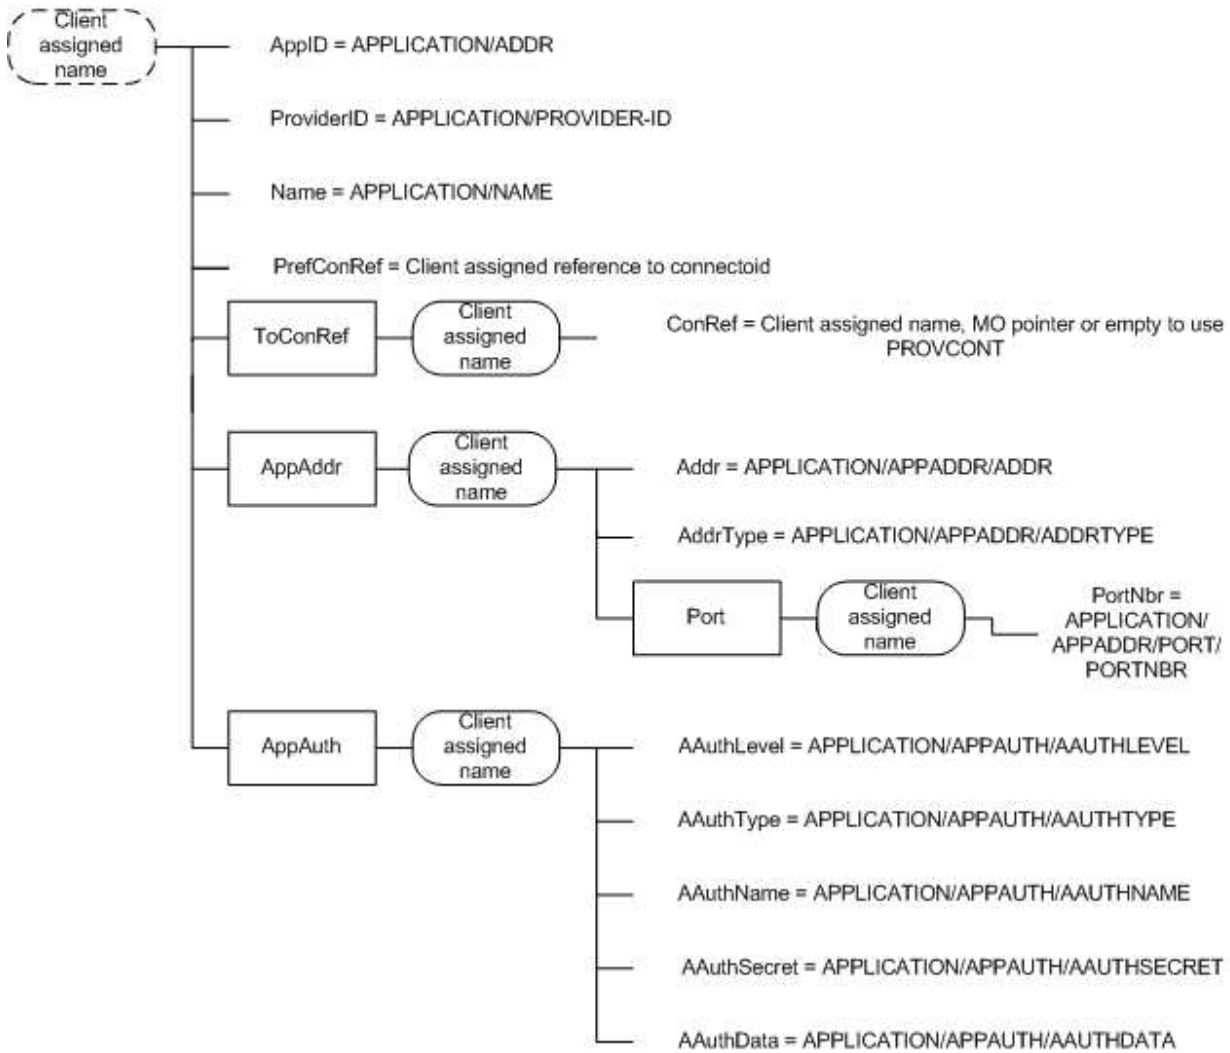 Client
assigned
name
AppID = APPLICATION/ADDR
ProviderID = APPLICATION/PROVIDER-ID
Name = APPLICATION/NAME
PrefConRef = Client assigned reference to connectoid
ToConRef
Client
assigned
name
ConRef = Client assigned name, MO pointer or empty to use
PROVCONT
AppAddr
Client
assigned
name
Addr = APPLICATION/APPADDR/ADDR
AddrType = APPLICATION/APPADDR/ADDRTYPE
Port
Client
assigned
name
PortNbr =
APPLICATION/
APPADDR/PORT/
PORTNBR
AppAuth
Client
assigned
name
AAuthLevel = APPLICATION/APPAUTH/AAUTHLEVEL
AAuthType = APPLICATION/APPAUTH/AAUTHTYPE
AAuthName = APPLICATION/APPAUTH/AAUTHNAME
AAuthSecret = APPLICATION/APPAUTH/AAUTHSECRET
AAuthData = APPLICATION/APPAUTH/AAUTHDATA